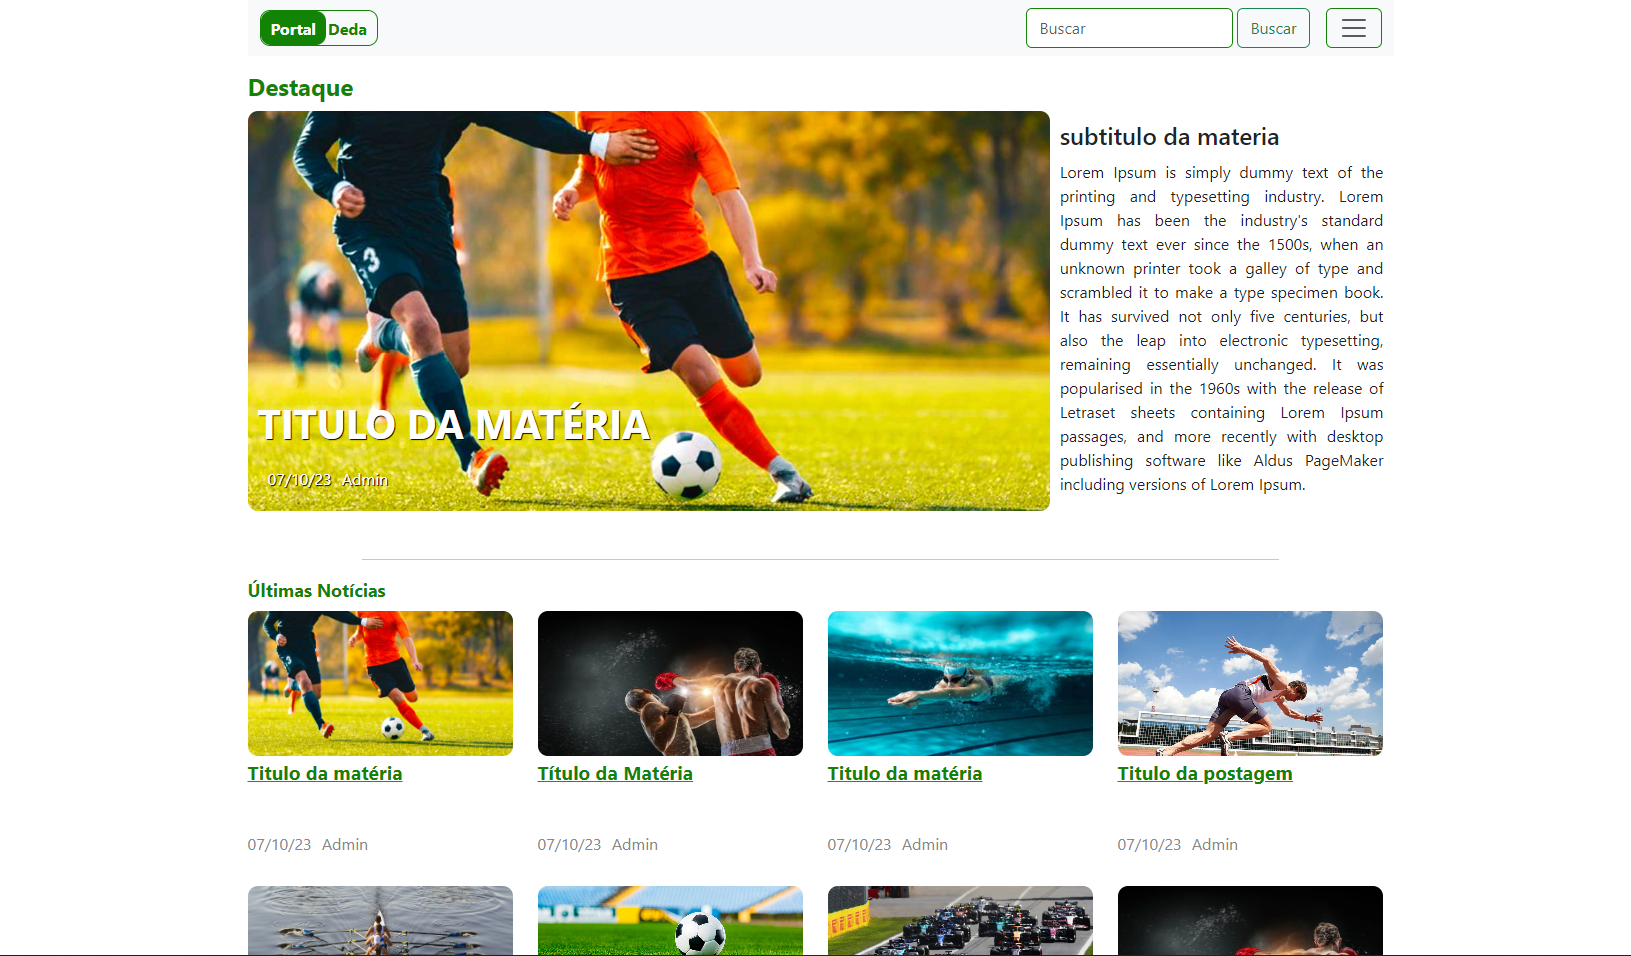 Portal Deda
Buscar
Buscar
Destaque
3
TITULO DA MATÉRIA
07/10/23 Admin
subtitulo da materia
Lorem Ipsum is simply dummy text of the
printing and typesetting industry. Lorem
Ipsum has been the industry's standard
dummy text ever since the 1500s, when an
unknown printer took a galley of type and
scrambled it to make a type specimen book.
It has survived not only five centuries, but
also the leap into electronic typesetting,
remaining essentially unchanged. It was
popularised in the 1960s with the release of
Letraset sheets containing Lorem Ipsum
passages, and more recently with desktop
publishing software like Aldus PageMaker
including versions of Lorem Ipsum.
Últimas Notícias
Titulo da matéria
Título da Matéria
Titulo da matéria
Titulo da postagem
07/10/23 Admin
07/10/23 Admin
07/10/23 Admin
07/10/23 Admin